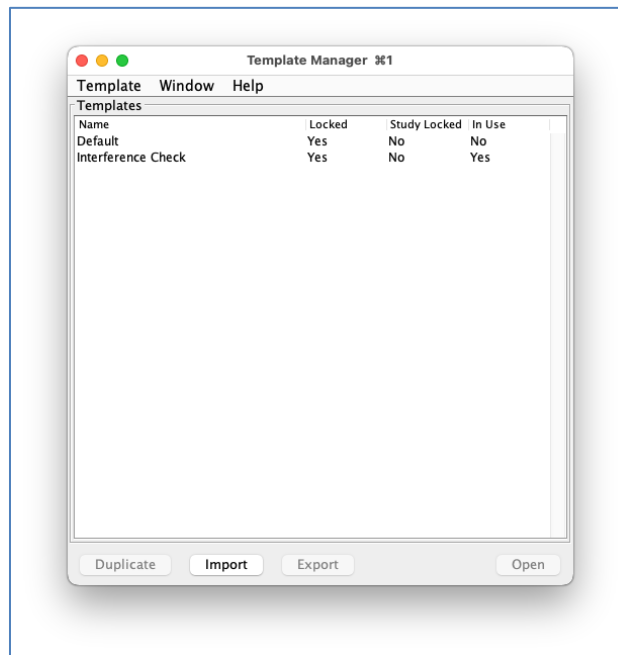 Template Manager ⌘1
Template Window Help
Templates
Name Locked Study Locked In Use
Default Yes No No
Interference Check Yes No Yes
Duplicate Import Export Open